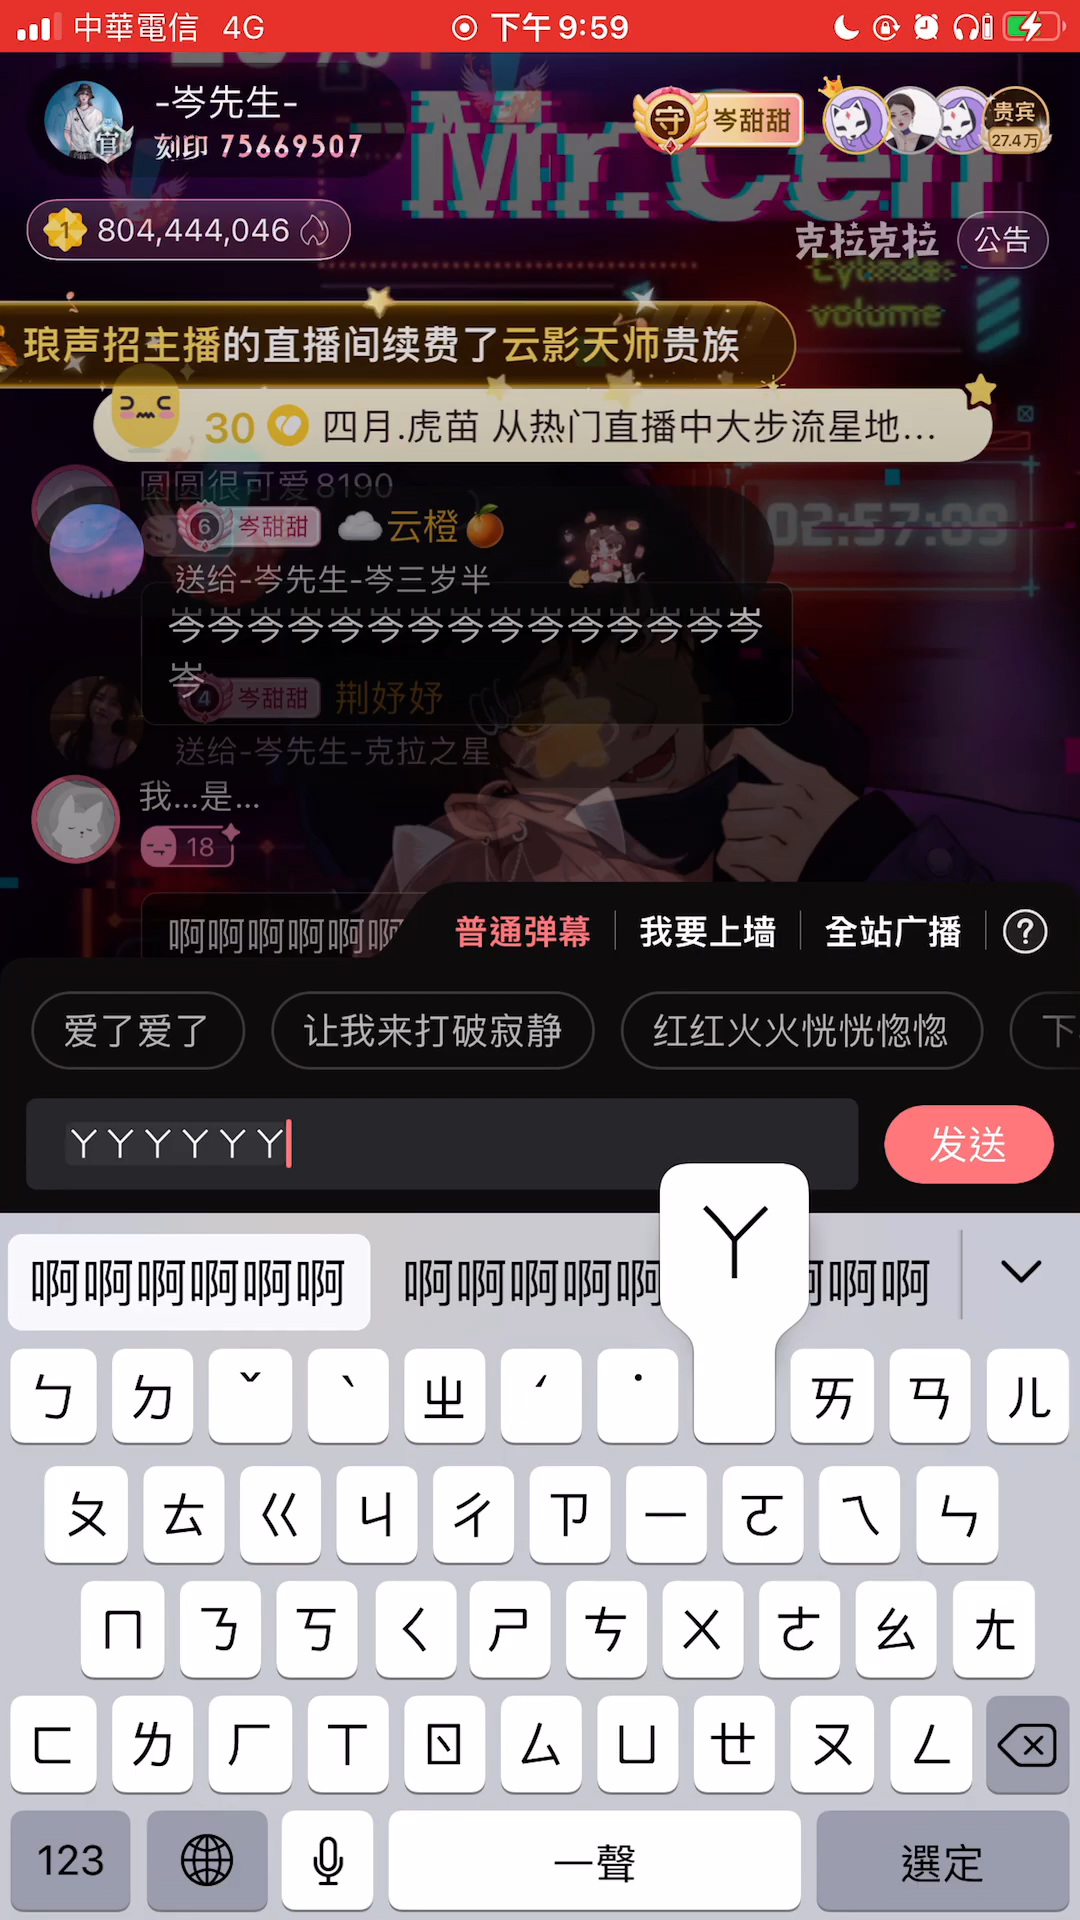 中華電信 4G
下午9:59
-岑先生-
刻印 75669507
守 岑甜甜
贵宾
27.4万
管
Mr.Cen
1 804,444,046
克拉克拉
公告
volume
琅声招主播的直播间续费了云影天师贵族
30 四月.虎苗 从热门直播中大步流星地...
圆圆很可爱8190
02:57:09
6 岑甜甜 云橙
送给-岑先生-岑三岁半
岑岑岑岑岑岑岑岑岑岑岑岑岑岑岑
岑
4 岑甜甜 荆妤妤
送给-岑先生-克拉之星
我...是...
18
啊啊啊啊啊啊
普通弹幕
我要上墙
全站广播
?
爱了爱了
让我来打破寂静
红红火火恍恍惚惚
下
ㄚㄚㄚㄚㄚㄚ
发送
啊啊啊啊啊啊
啊啊啊啊啊
啊啊啊
ㄚ
ㄅ ㄉ ˇ ˋ ㄓ ˊ ˙ ㄞ ㄢ ㄦ
ㄆ ㄊ ㄍ ㄐ ㄔ ㄗ ㄧ ㄛ ㄟ ㄣ
ㄇ ㄋ ㄎ ㄑ ㄕ ㄘ ㄨ ㄜ ㄠ ㄤ
ㄈ ㄌ ㄏ ㄒ ㄖ ㄙ ㄩ ㄝ ㄡ ㄥ
123
一聲
選定